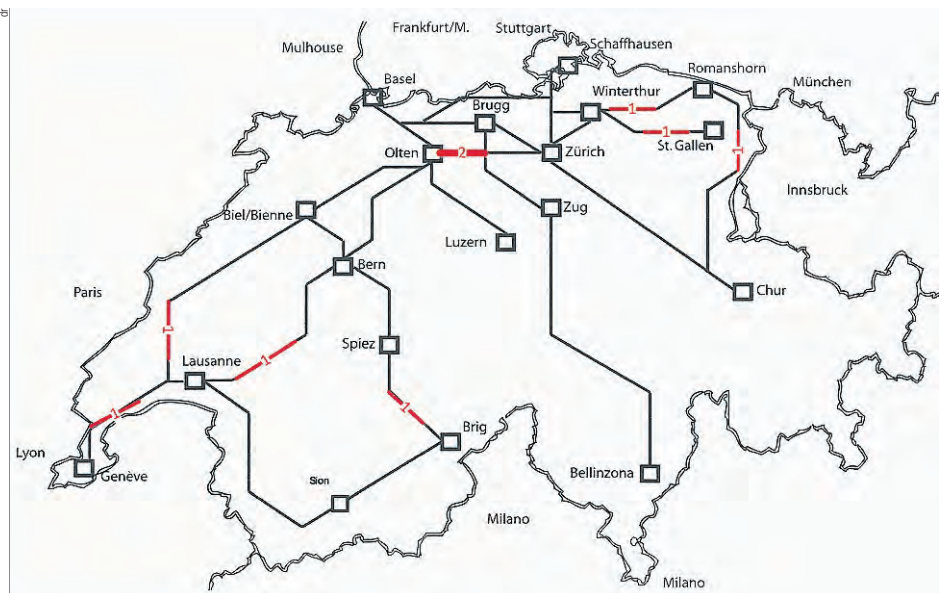 Frankfurt/M.
Stuttgart
Mulhouse
Schaffhausen
Romanshorn
Basel
Winterthur
München
Brugg
1
1
St. Gallen
Olten
2
Zürich
1
Innsbruck
Biel/Bienne
Zug
Luzern
Bern
Paris
Chur
1
Spiez
Lausanne
1
1
1
Brig
Lyon
Genève
Sion
Bellinzona
Milano
Milano